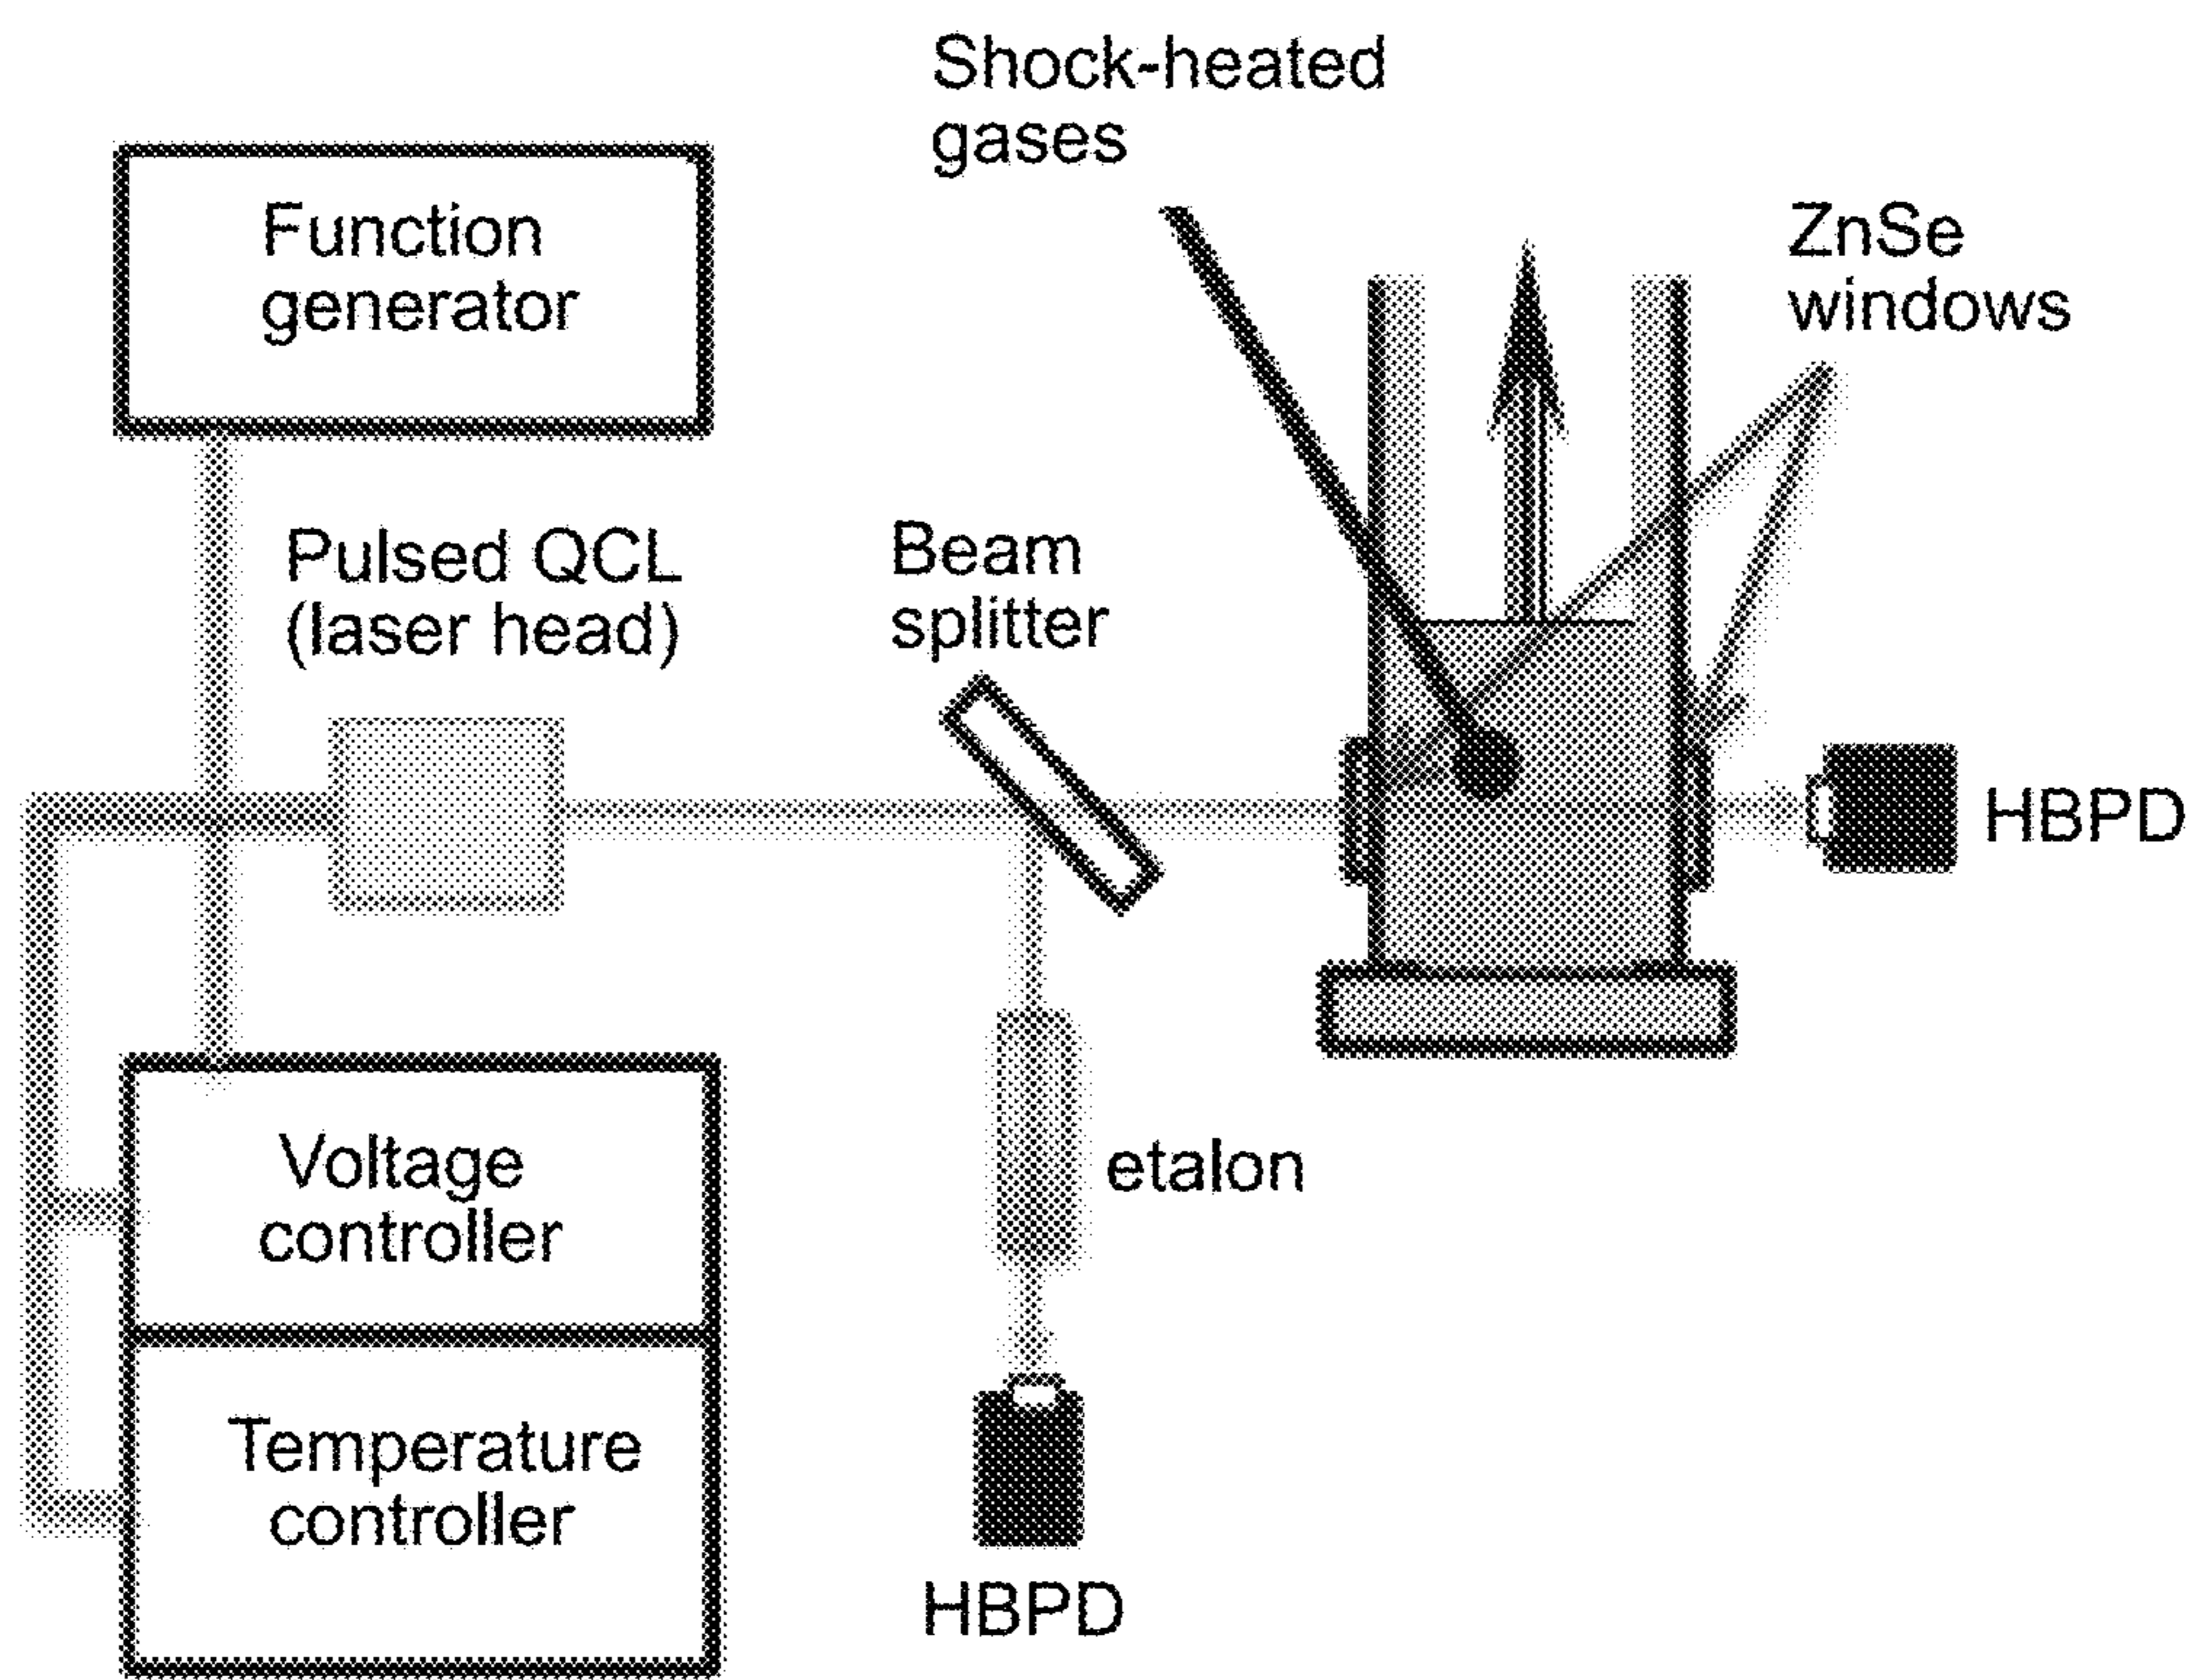 Shock-heated
gases
Function
generator
ZnSe
windows
Pulsed QCL
(laser head)
Beam
splitter
HBPD
Voltage
controller
etalon
Temperature
controller
HBPD